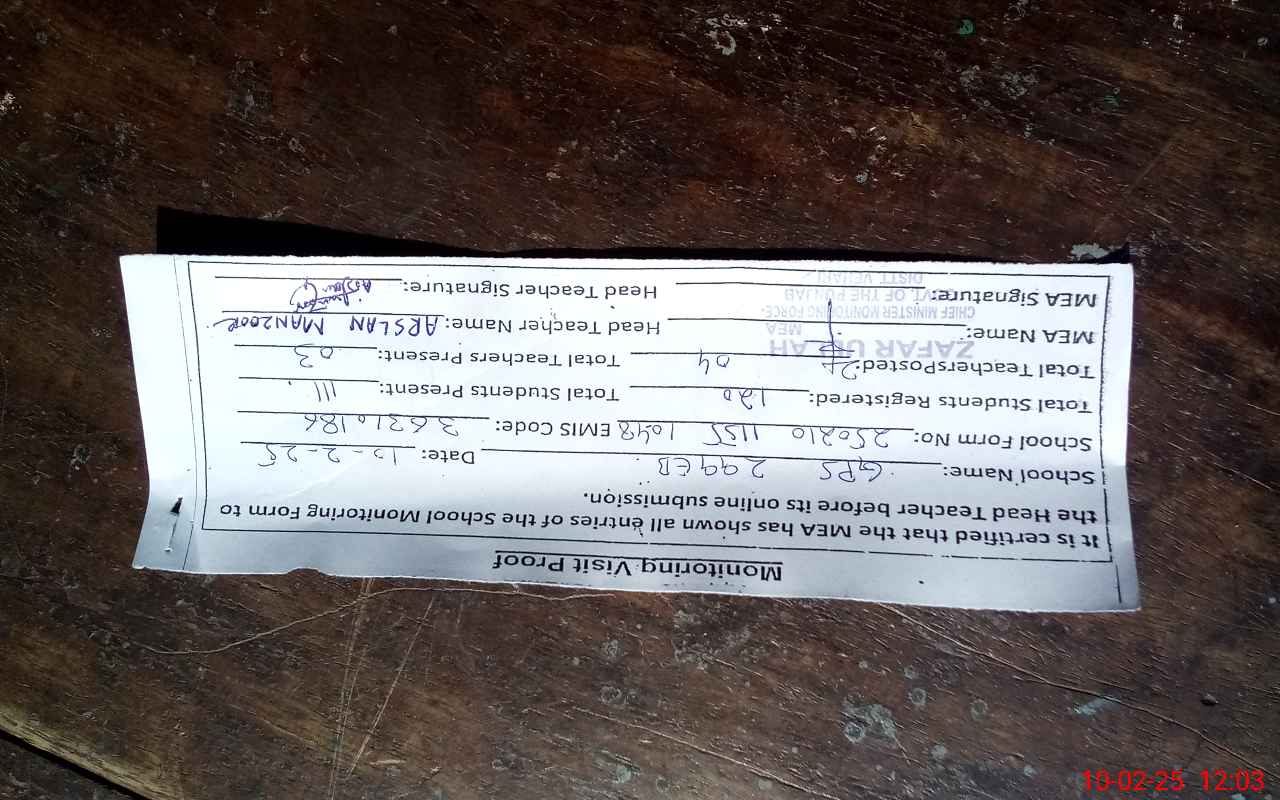 Monitoring Visit Proof
It is certified that the MEA has shown all entries of the School Monitoring Form to
the Head Teacher before its online submission.
School Name: GPS 299EB Date: 10-2-25
School Form No: 250210 1155 1048 EMIS Code: 36310186
Total Students Registered: 120 Total Students Present: 111
Total TeachersPosted: 04 Total Teachers Present: 03
MEA Name: Head Teacher Name: ARSLAN MANZOOR
MEA Signature: Head Teacher Signature:
ZAFAR ULLAH
MEA
CHIEF MINISTER MONITORING FORCE
GOVT. OF THE PUNJAB
DISTT. VEHARI
10-02-25 12:03